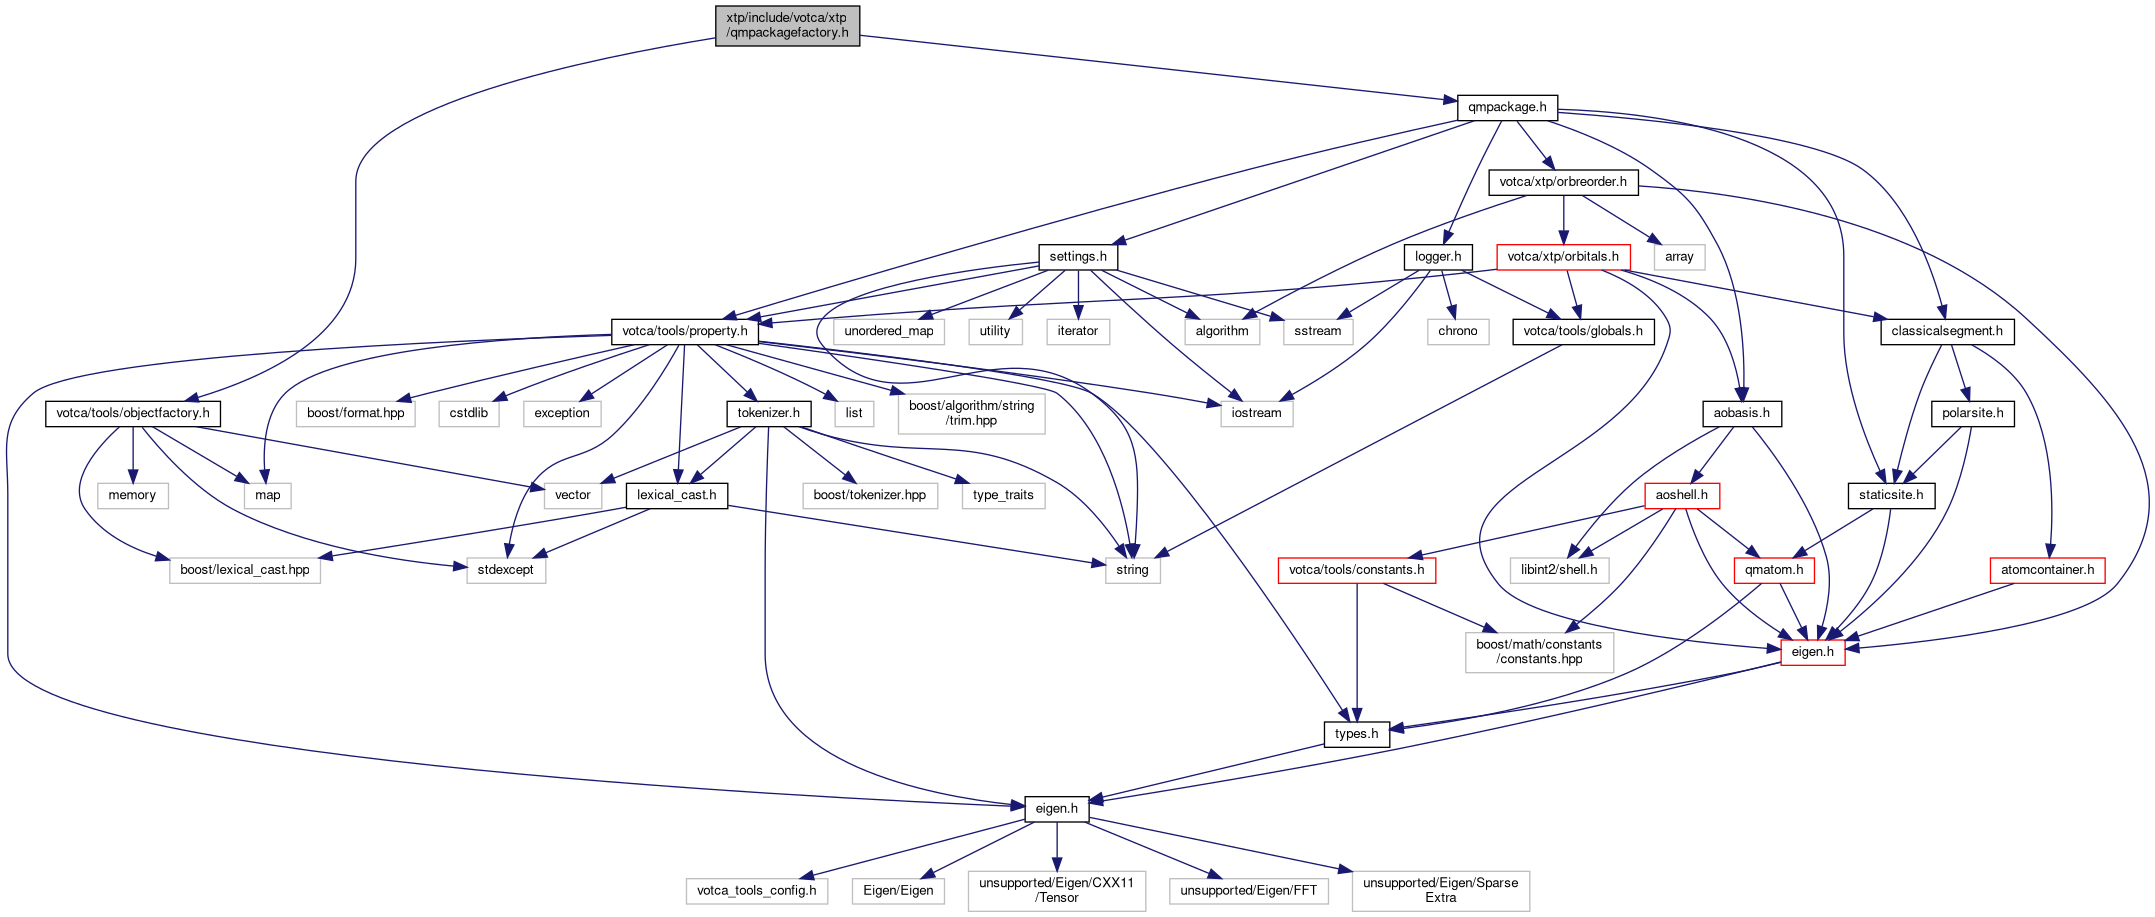 xtp/include/votca/xtp
/qmpackagefactory.h
qmpackage.h
votca/xtp/orbreorder.h
settings.h
logger.h
votca/xtp/orbitals.h
array
votca/tools/property.h
unordered_map
utility
iterator
algorithm
sstream
chrono
votca/tools/globals.h
classicalsegment.h
votca/tools/objectfactory.h
boost/format.hpp
cstdlib
exception
tokenizer.h
list
boost/algorithm/string
/trim.hpp
iostream
aobasis.h
polarsite.h
memory
map
vector
lexical_cast.h
boost/tokenizer.hpp
type_traits
aoshell.h
staticsite.h
boost/lexical_cast.hpp
stdexcept
string
votca/tools/constants.h
libint2/shell.h
qmatom.h
atomcontainer.h
boost/math/constants
/constants.hpp
eigen.h
types.h
eigen.h
votca_tools_config.h
Eigen/Eigen
unsupported/Eigen/CXX11
/Tensor
unsupported/Eigen/FFT
unsupported/Eigen/Sparse
Extra